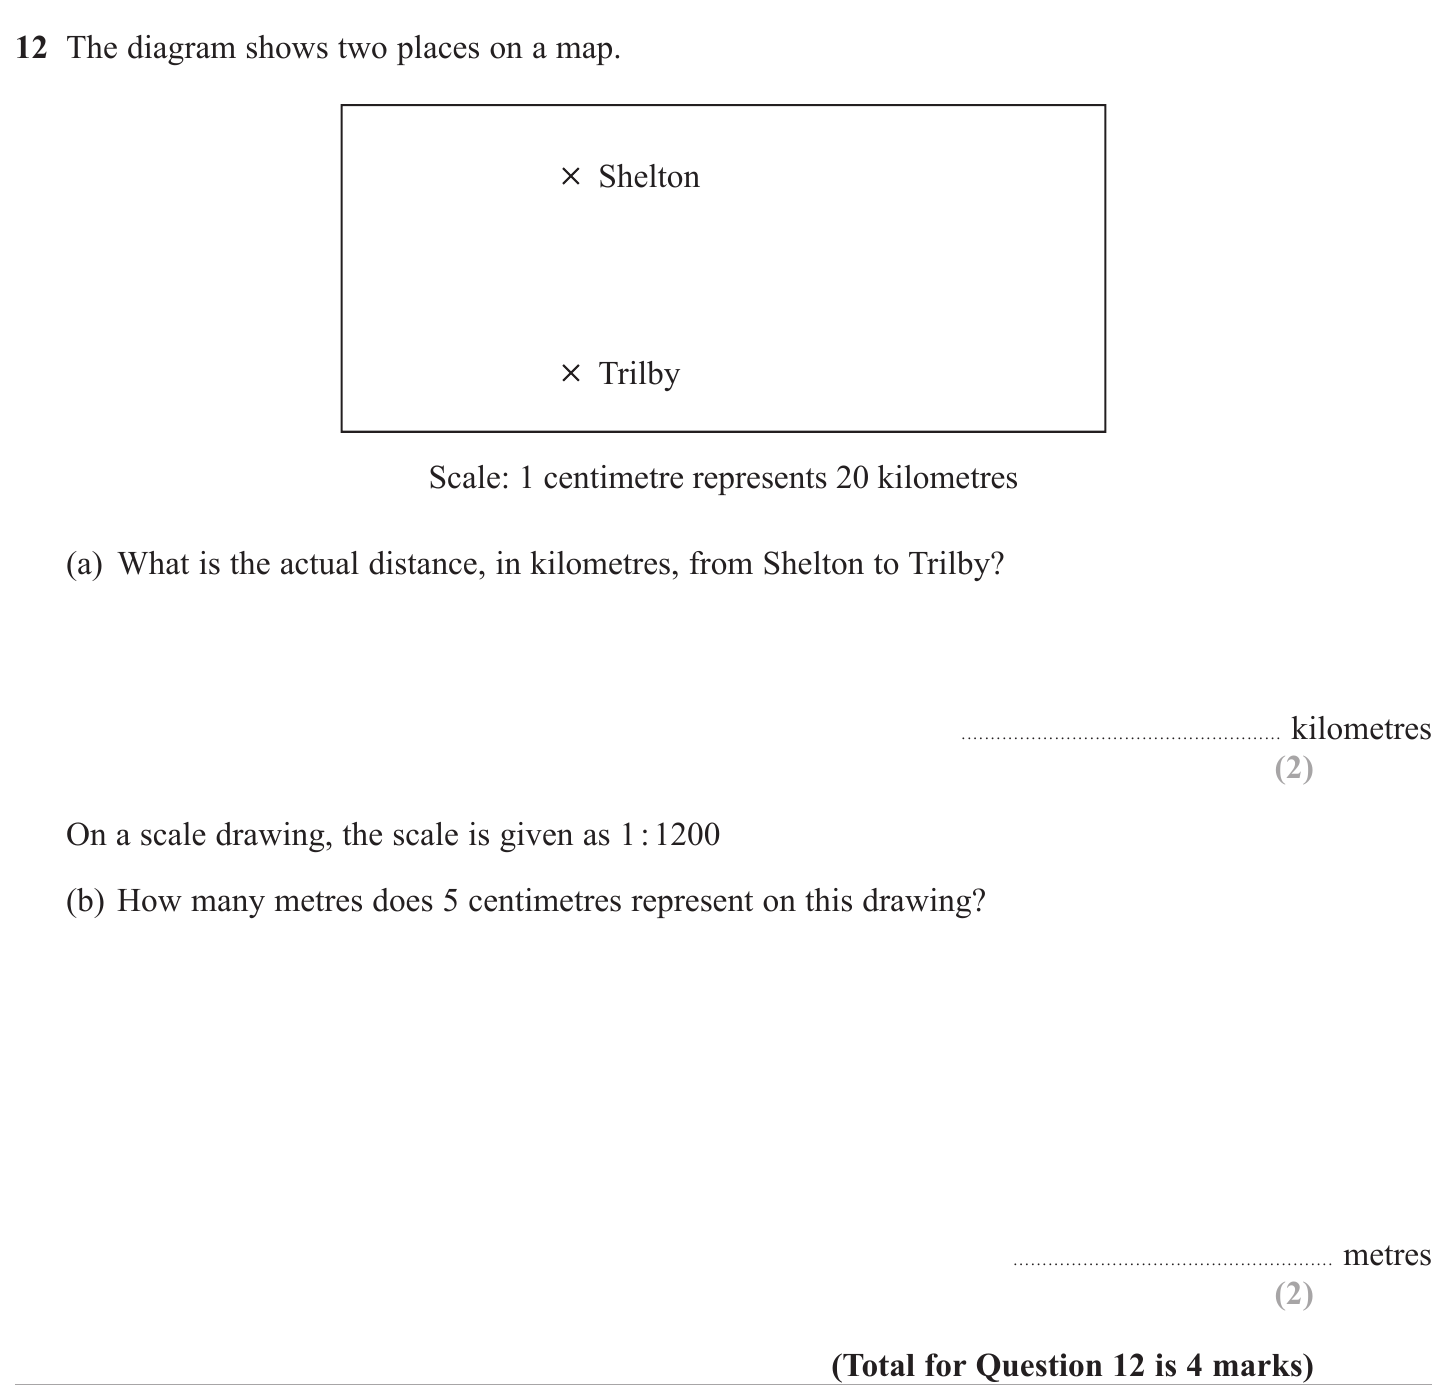 12 The diagram shows two places on a map.
× Shelton
× Trilby
Scale: 1 centimetre represents 20 kilometres
(a) What is the actual distance, in kilometres, from Shelton to Trilby?
...................................................... kilometres
(2)
On a scale drawing, the scale is given as 1 : 1200
(b) How many metres does 5 centimetres represent on this drawing?
...................................................... metres
(2)
(Total for Question 12 is 4 marks)